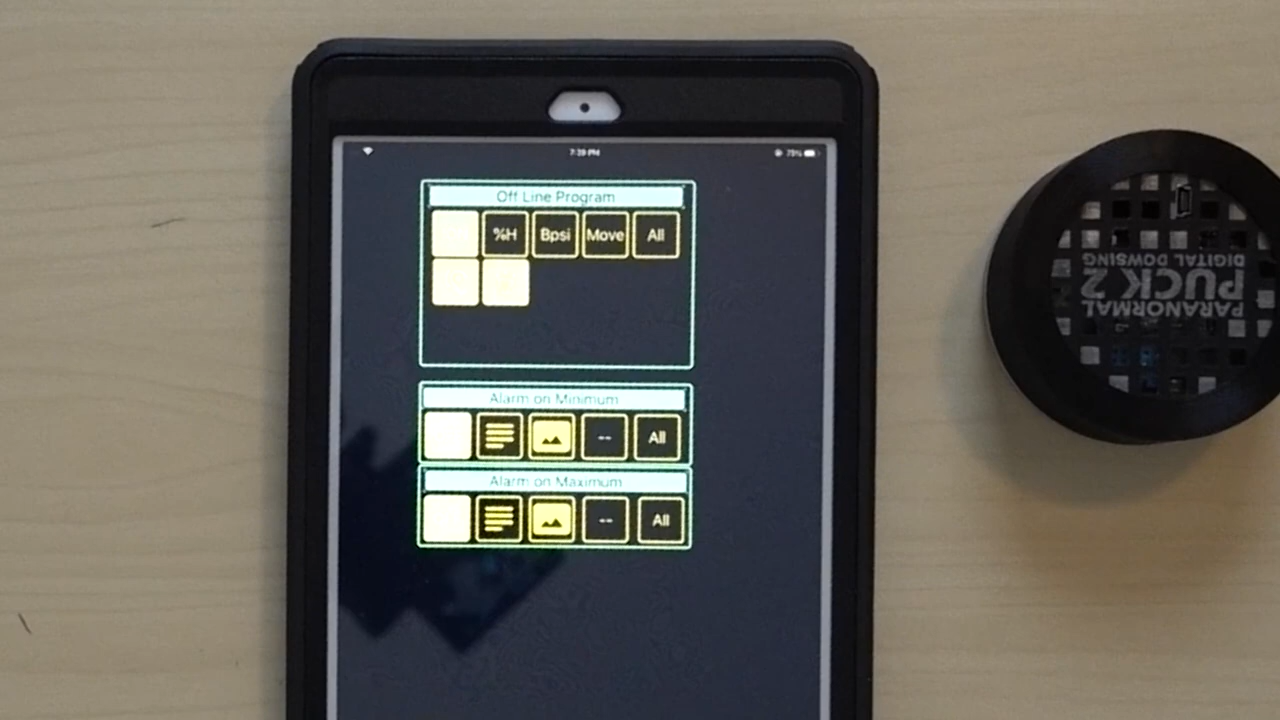 7:39 PM 75%
Off Line Program
%H Bpsi Move All
Alarm on Minimum
-- All
Alarm on Maximum
-- All
PARANORMAL
PUCK 2
DIGITAL DOWSING